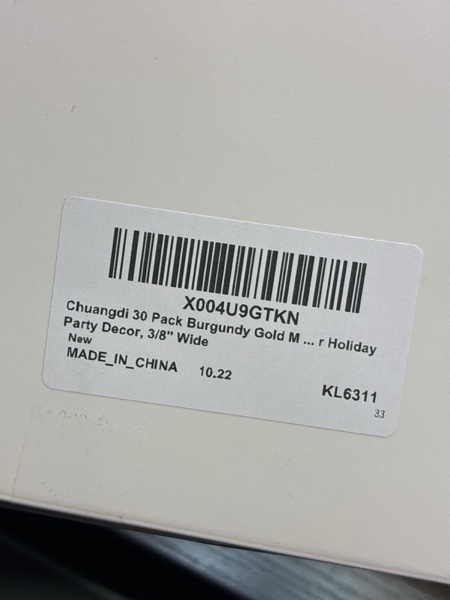 X004U9GTKN
Chuangdi 30 Pack Burgundy Gold M ... r Holiday
Party Decor, 3/8" Wide
New
MADE_IN_CHINA 10.22
KL6311
33